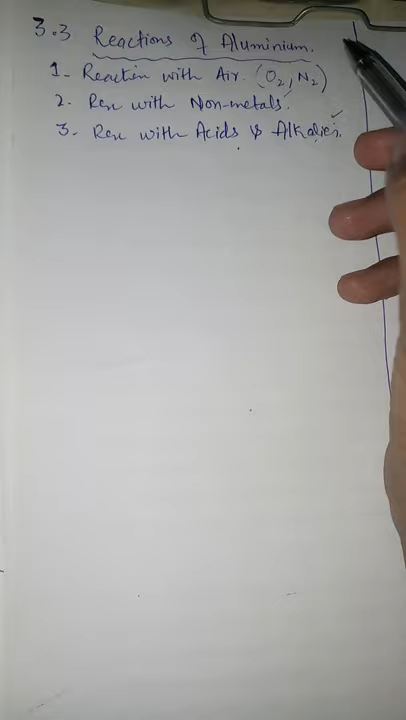 3.3 Reactions of Aluminium.
1- Reaction with Air. (O2, N2)
2. Rxn with Non-metals.
3- Rxn with Acids & Alkalies.